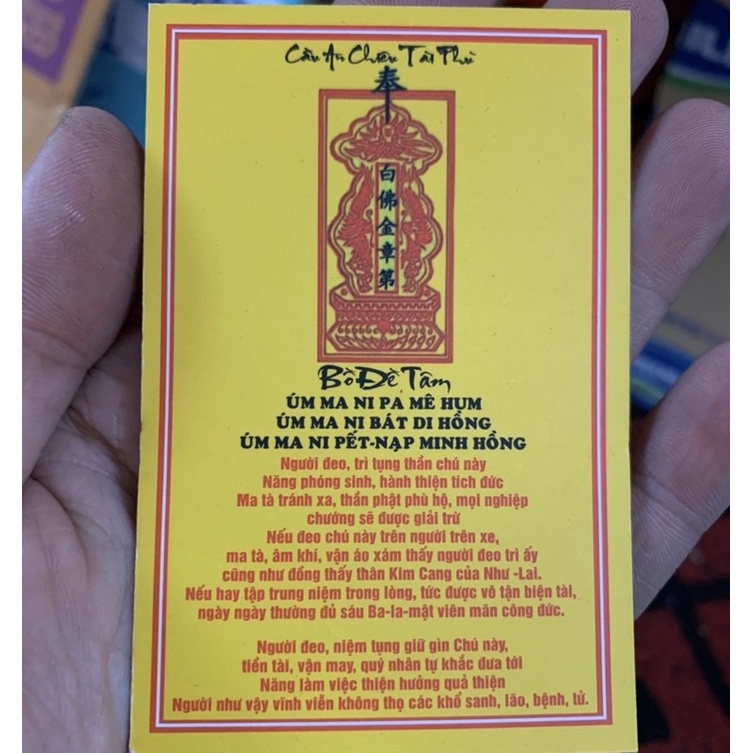 Cầu An Chiêu Tài Phù
奉
白
佛
金
章
第
Bồ Đề Tâm
ÚM MA NI PA MÊ HUM
ÚM MA NI BÁT DI HỒNG
ÚM MA NI PẾT-NẠP MINH HỒNG
Người đeo, trì tụng thần chú này
Năng phóng sinh, hành thiện tích đức
Ma tà tránh xa, thần phật phù hộ, mọi nghiệp
chướng sẽ được giải trừ
Nếu đeo chú này trên người trên xe,
ma tà, âm khí, vận áo xám thấy người đeo trì ấy
cũng như đồng thấy thân Kim Cang của Như -Lai.
Nếu hay tập trung niệm trong lòng, tức được vô tận biện tài,
ngày ngày thường đủ sáu Ba-la-mật viên mãn công đức.
Người đeo, niệm tụng giữ gìn Chú này,
tiền tài, vận may, quý nhân tự khắc đưa tới
Năng làm việc thiện hưởng quả thiện
Người như vậy vĩnh viễn không thọ các khổ sanh, lão, bệnh, tử.